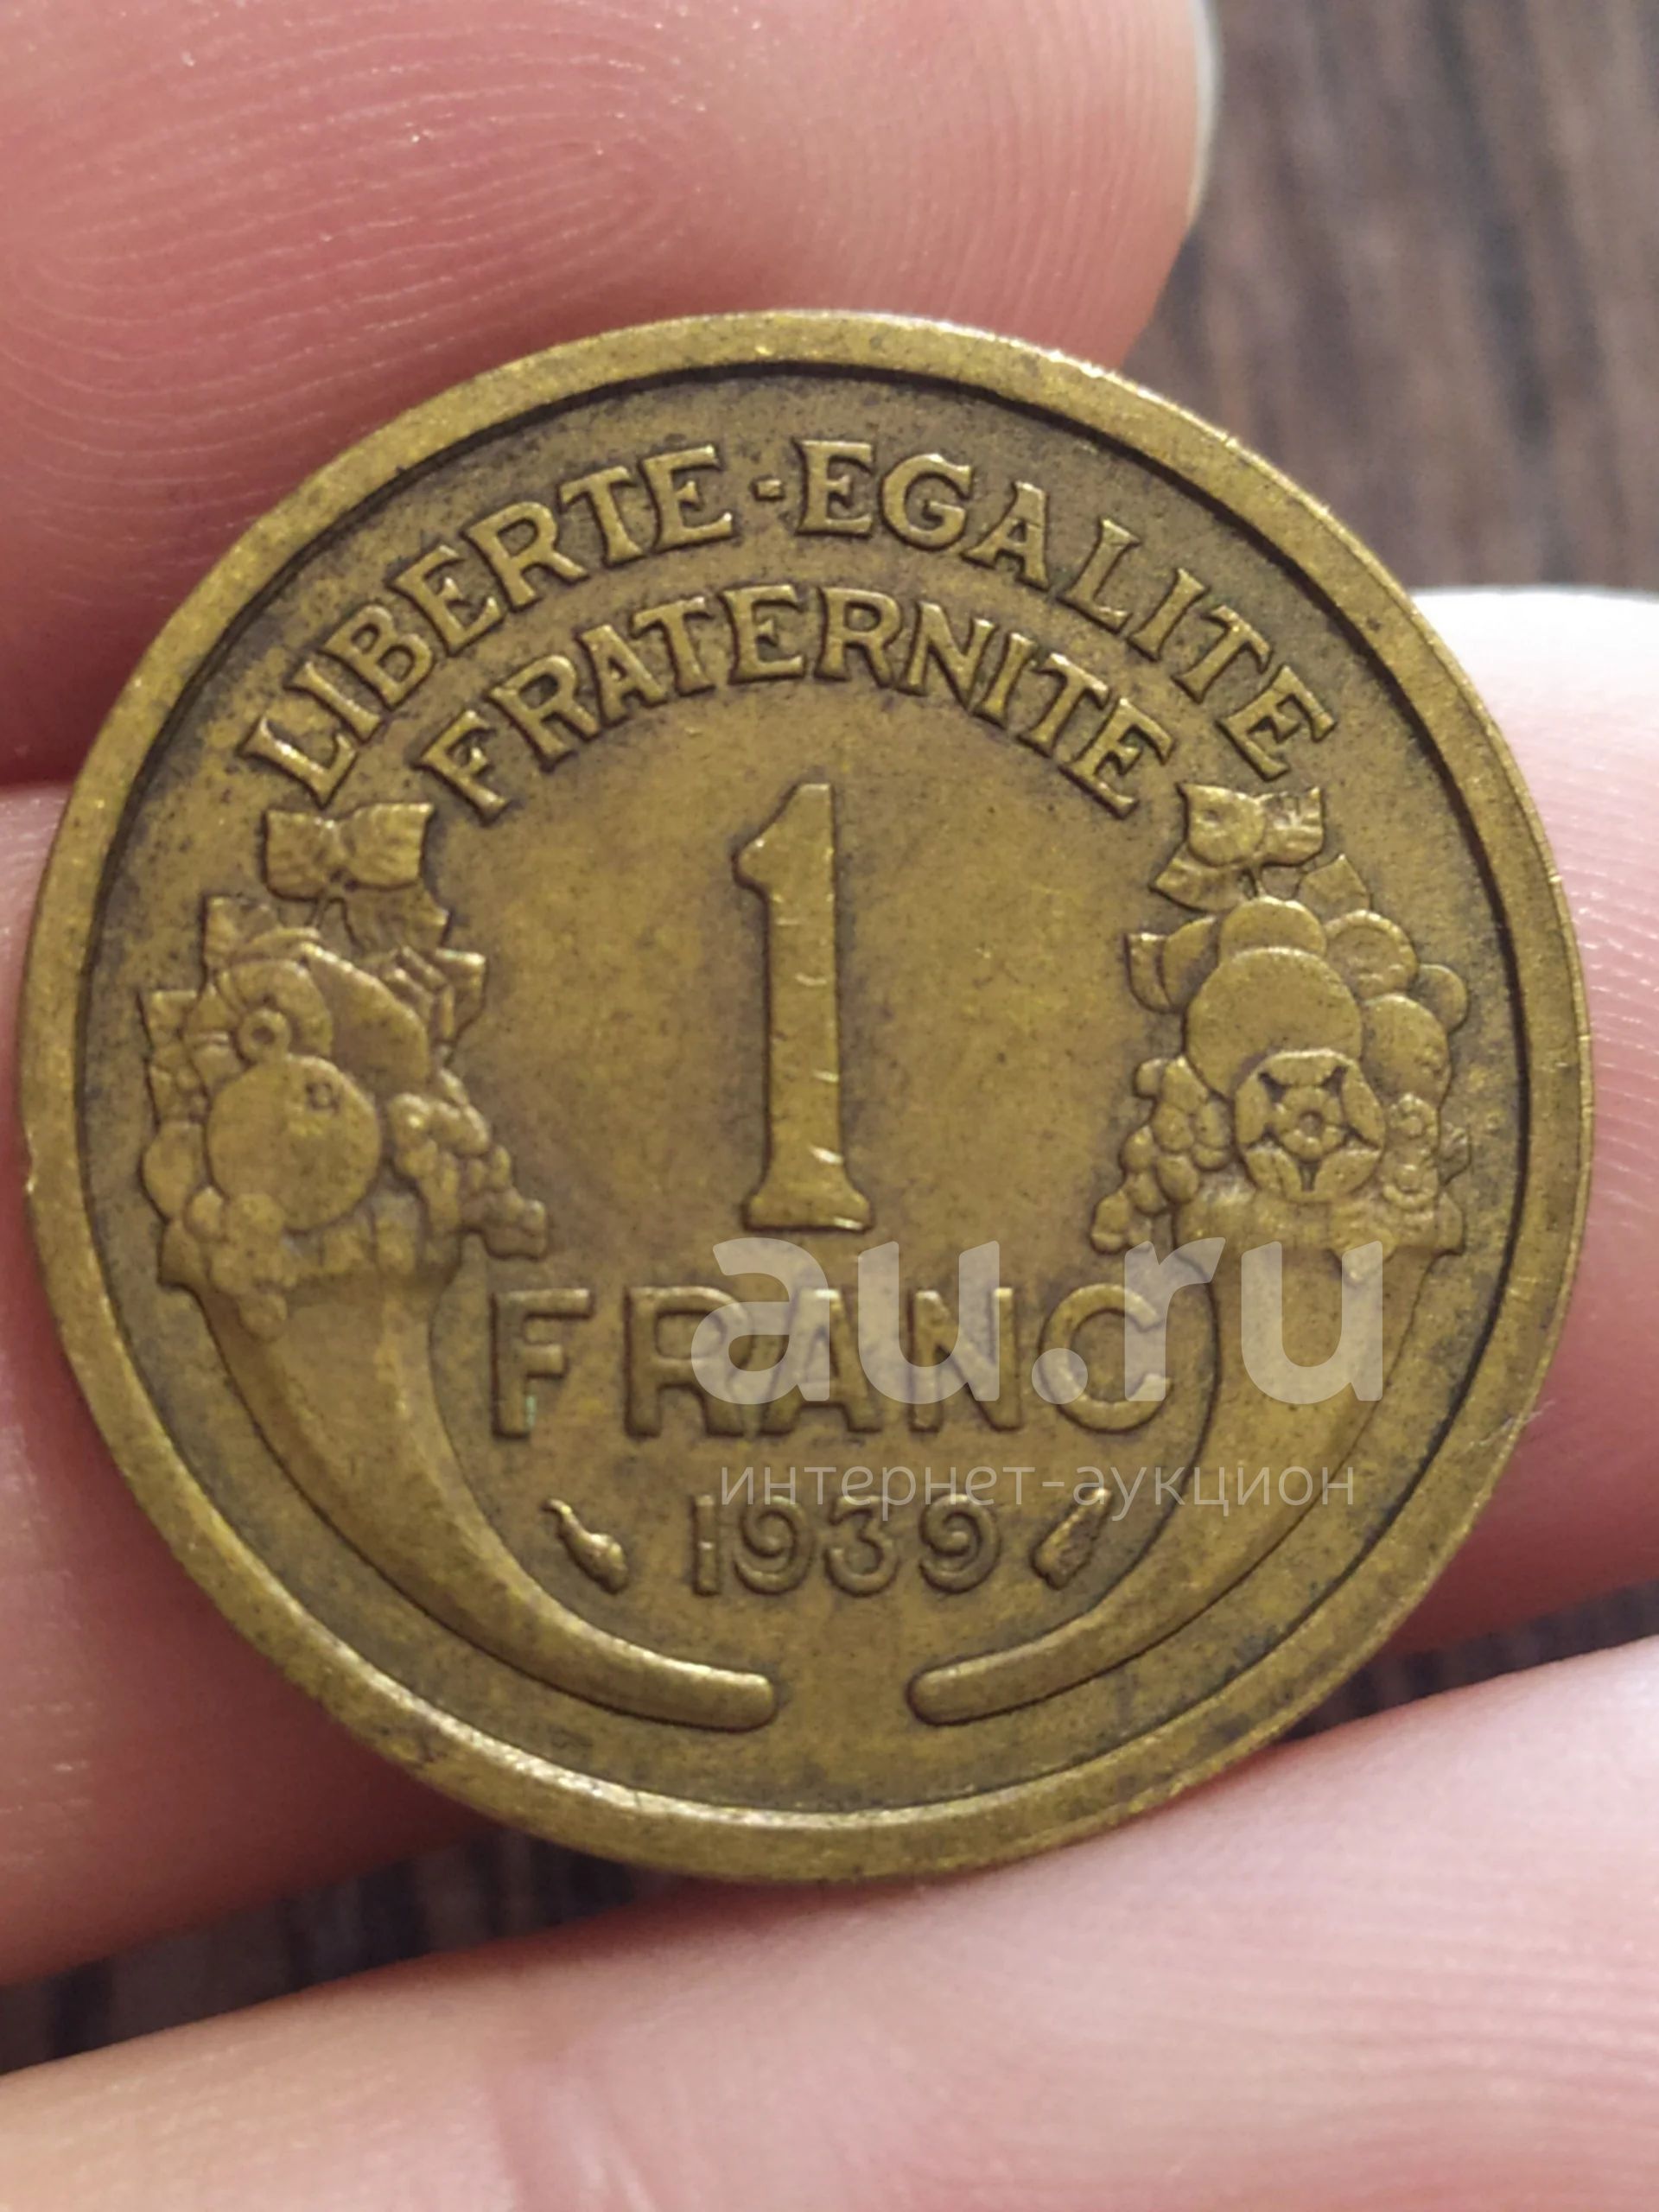 LIBERTE-EGALITE
FRATERNITE
1
FRANC
1939
au.ru
интернет-аукцион